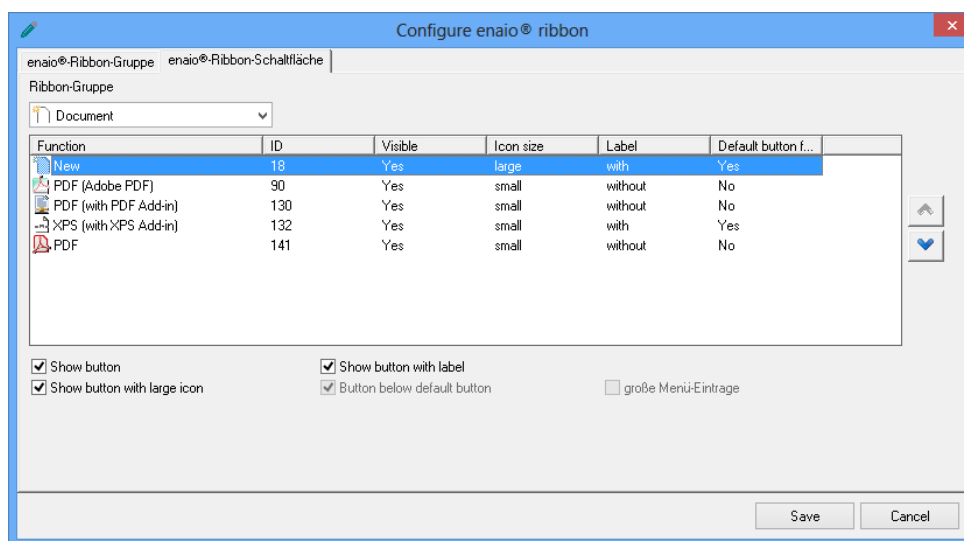 Configure enaio® ribbon
enaio®-Ribbon-Gruppe enaio®-Ribbon-Schaltfläche
Ribbon-Gruppe
Document
Function ID Visible Icon size Label Default button f...
New 18 Yes large with Yes
PDF (Adobe PDF) 90 Yes small without No
PDF (with PDF Add-in) 130 Yes small without No
XPS (with XPS Add-in) 132 Yes small with Yes
PDF 141 Yes small without No
Show button Show button with label
Show button with large icon Button below default button große Menü-Eintrage
Save Cancel